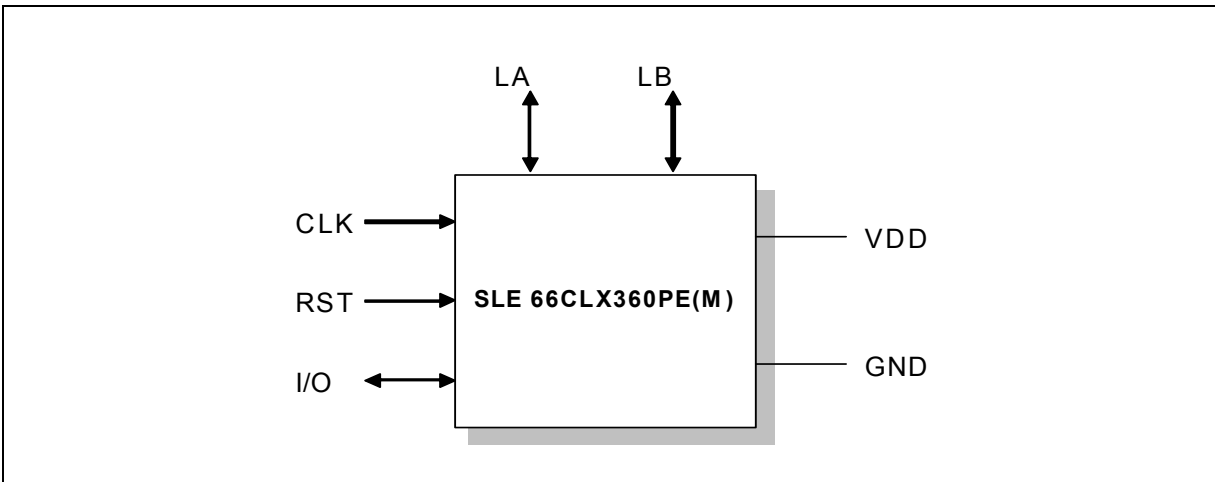 LA
LB
CLK
VDD
RST
SLE 66CLX360PE(M)
I/O
GND